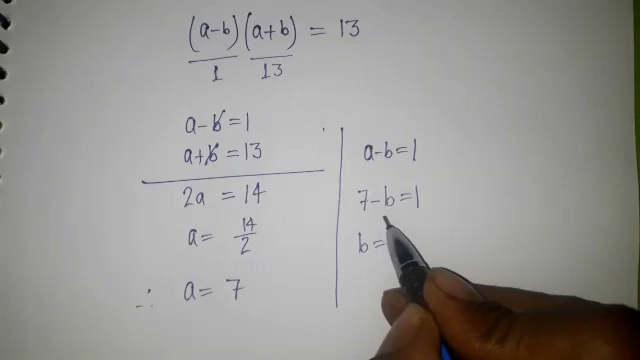 (a-b) (a+b) = 13
1 13
a-b=1
a+b=13
2a = 14
a = 14/2
∴ a = 7
a-b=1
7-b=1
b=